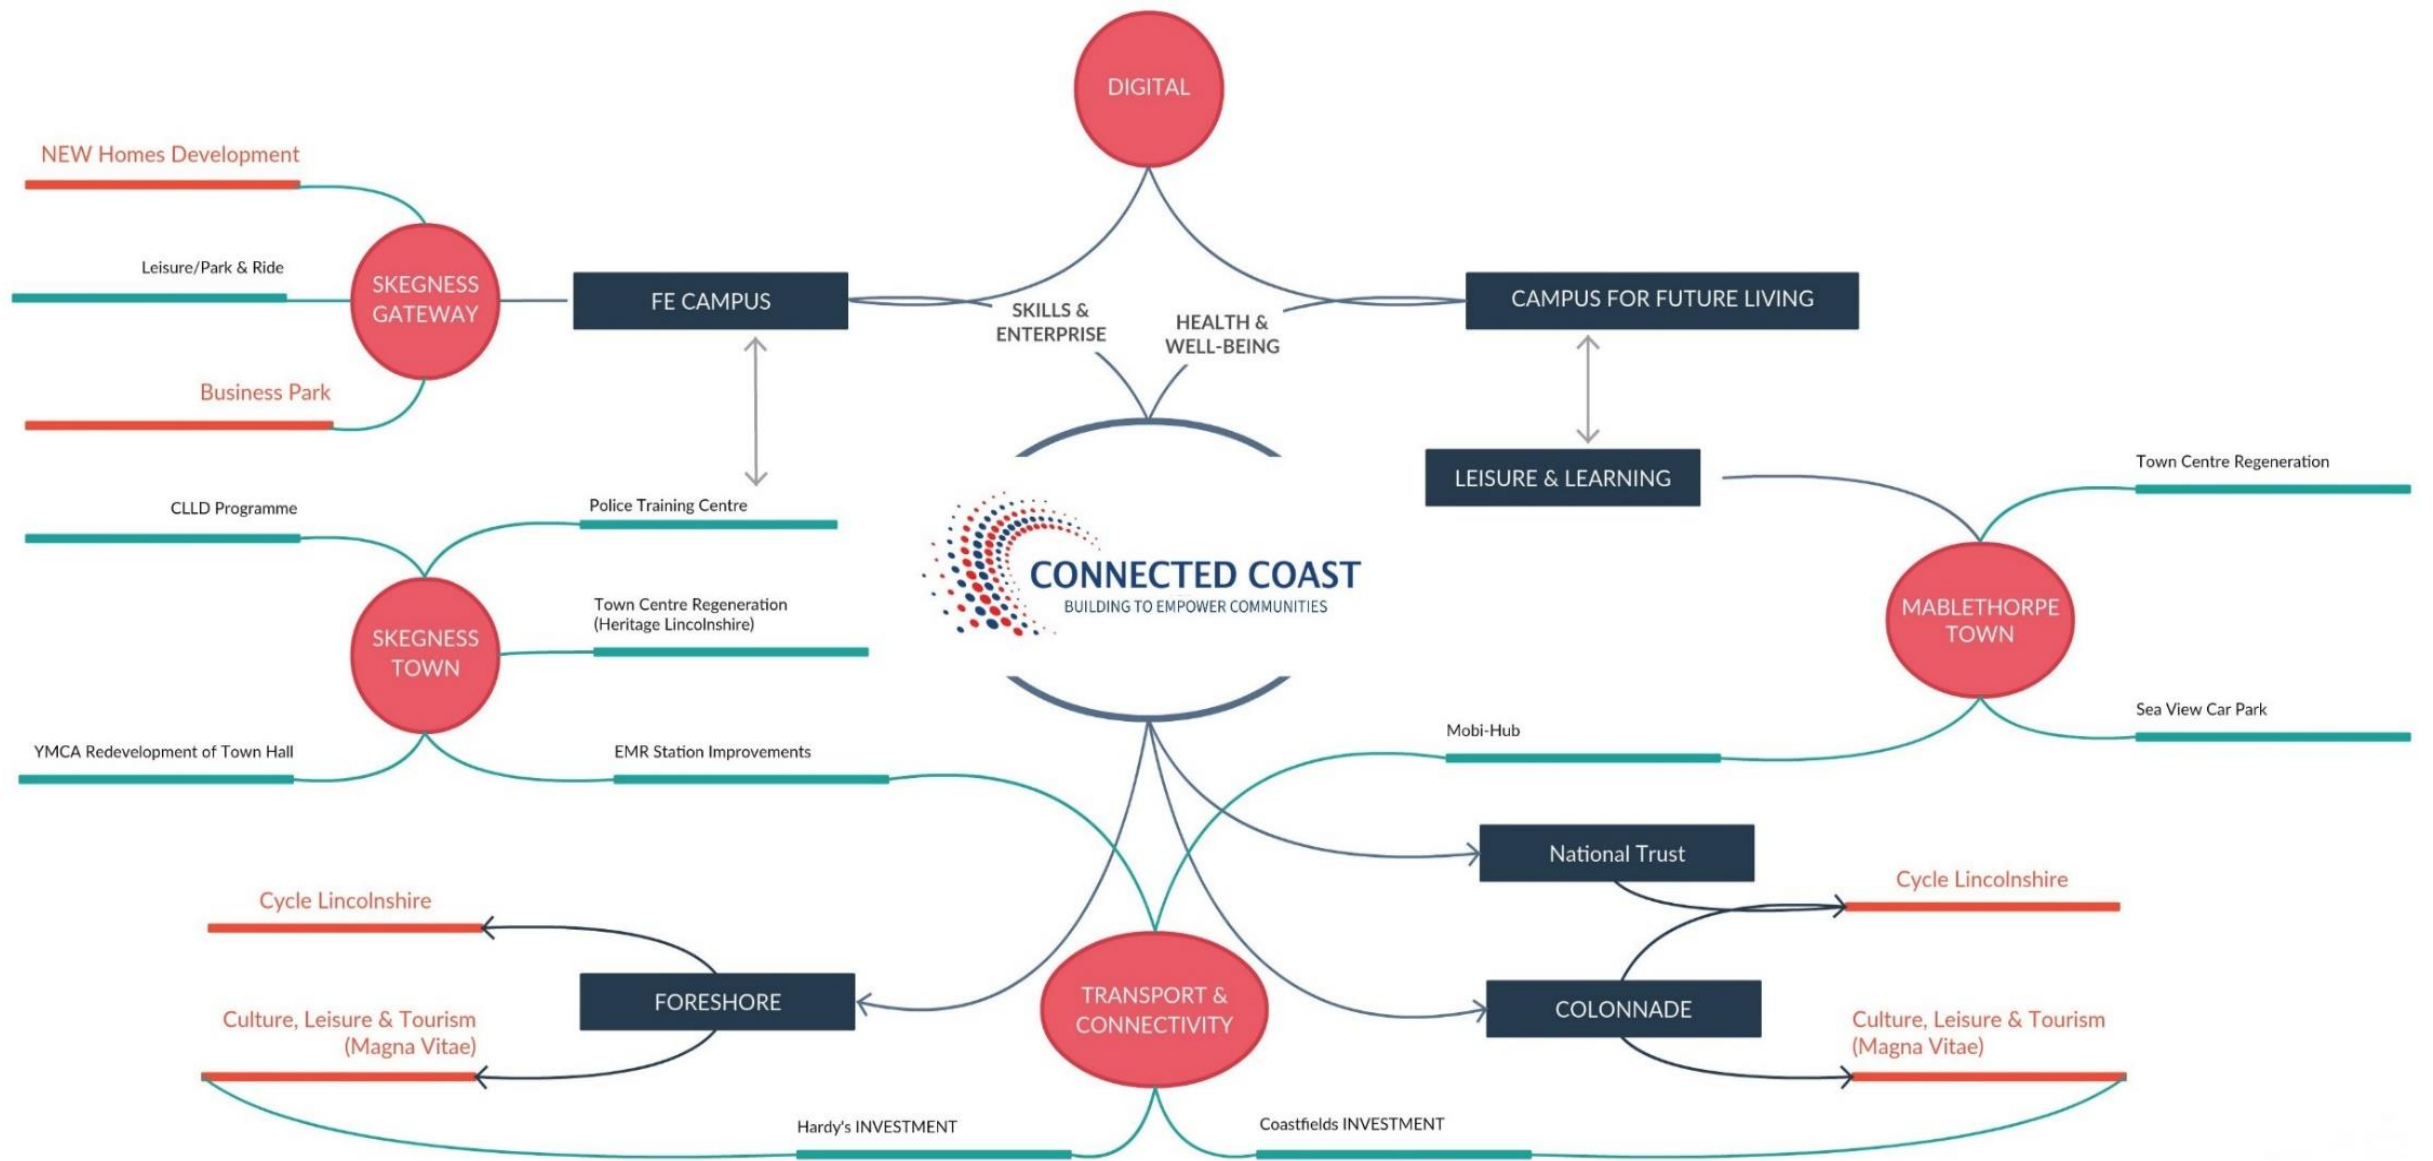 DIGITAL
NEW Homes Development
Leisure/Park & Ride
SKEGNESS
GATEWAY
FE CAMPUS
SKILLS &
ENTERPRISE
HEALTH &
WELL-BEING
CAMPUS FOR FUTURE LIVING
Business Park
LEISURE & LEARNING
Town Centre Regeneration
CLLD Programme
Police Training Centre
CONNECTED COAST
BUILDING TO EMPOWER COMMUNITIES
Town Centre Regeneration
(Heritage Lincolnshire)
SKEGNESS
TOWN
MABLETHORPE
TOWN
YMCA Redevelopment of Town Hall
EMR Station Improvements
Mobi-Hub
Sea View Car Park
National Trust
Cycle Lincolnshire
Cycle Lincolnshire
FORESHORE
TRANSPORT &
CONNECTIVITY
COLONNADE
Culture, Leisure & Tourism
(Magna Vitae)
Culture, Leisure & Tourism
(Magna Vitae)
Hardy's INVESTMENT
Coastfields INVESTMENT